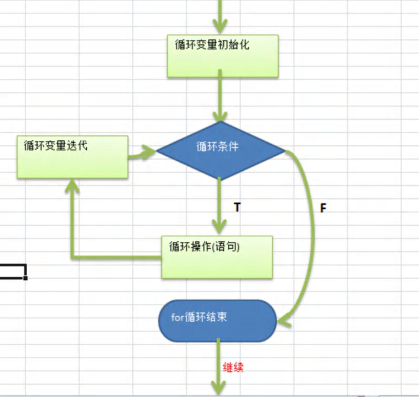 循环变量初始化
循环变量迭代
循环条件
T
F
循环操作(语句)
for循环结束
继续